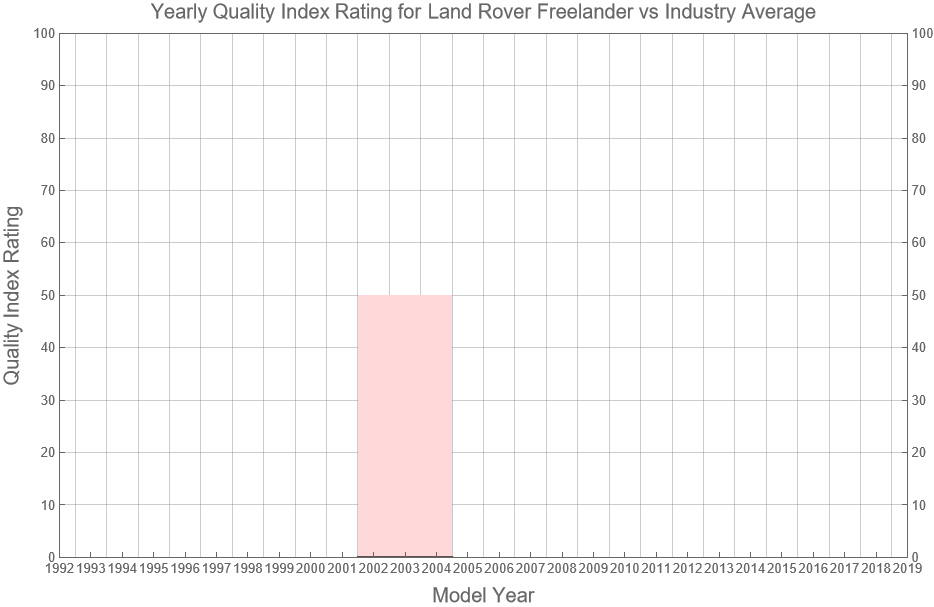 Yearly Quality Index Rating for Land Rover Freelander vs Industry Average
100 100
90 90
80 80
70 70
60 60
50 50
40 40
30 30
20 20
10 10
0 0
Quality Index Rating
1992 1993 1994 1995 1996 1997 1998 1999 2000 2001 2002 2003 2004 2005 2006 2007 2008 2009 2010 2011 2012 2013 2014 2015 2016 2017 2018 2019
Model Year